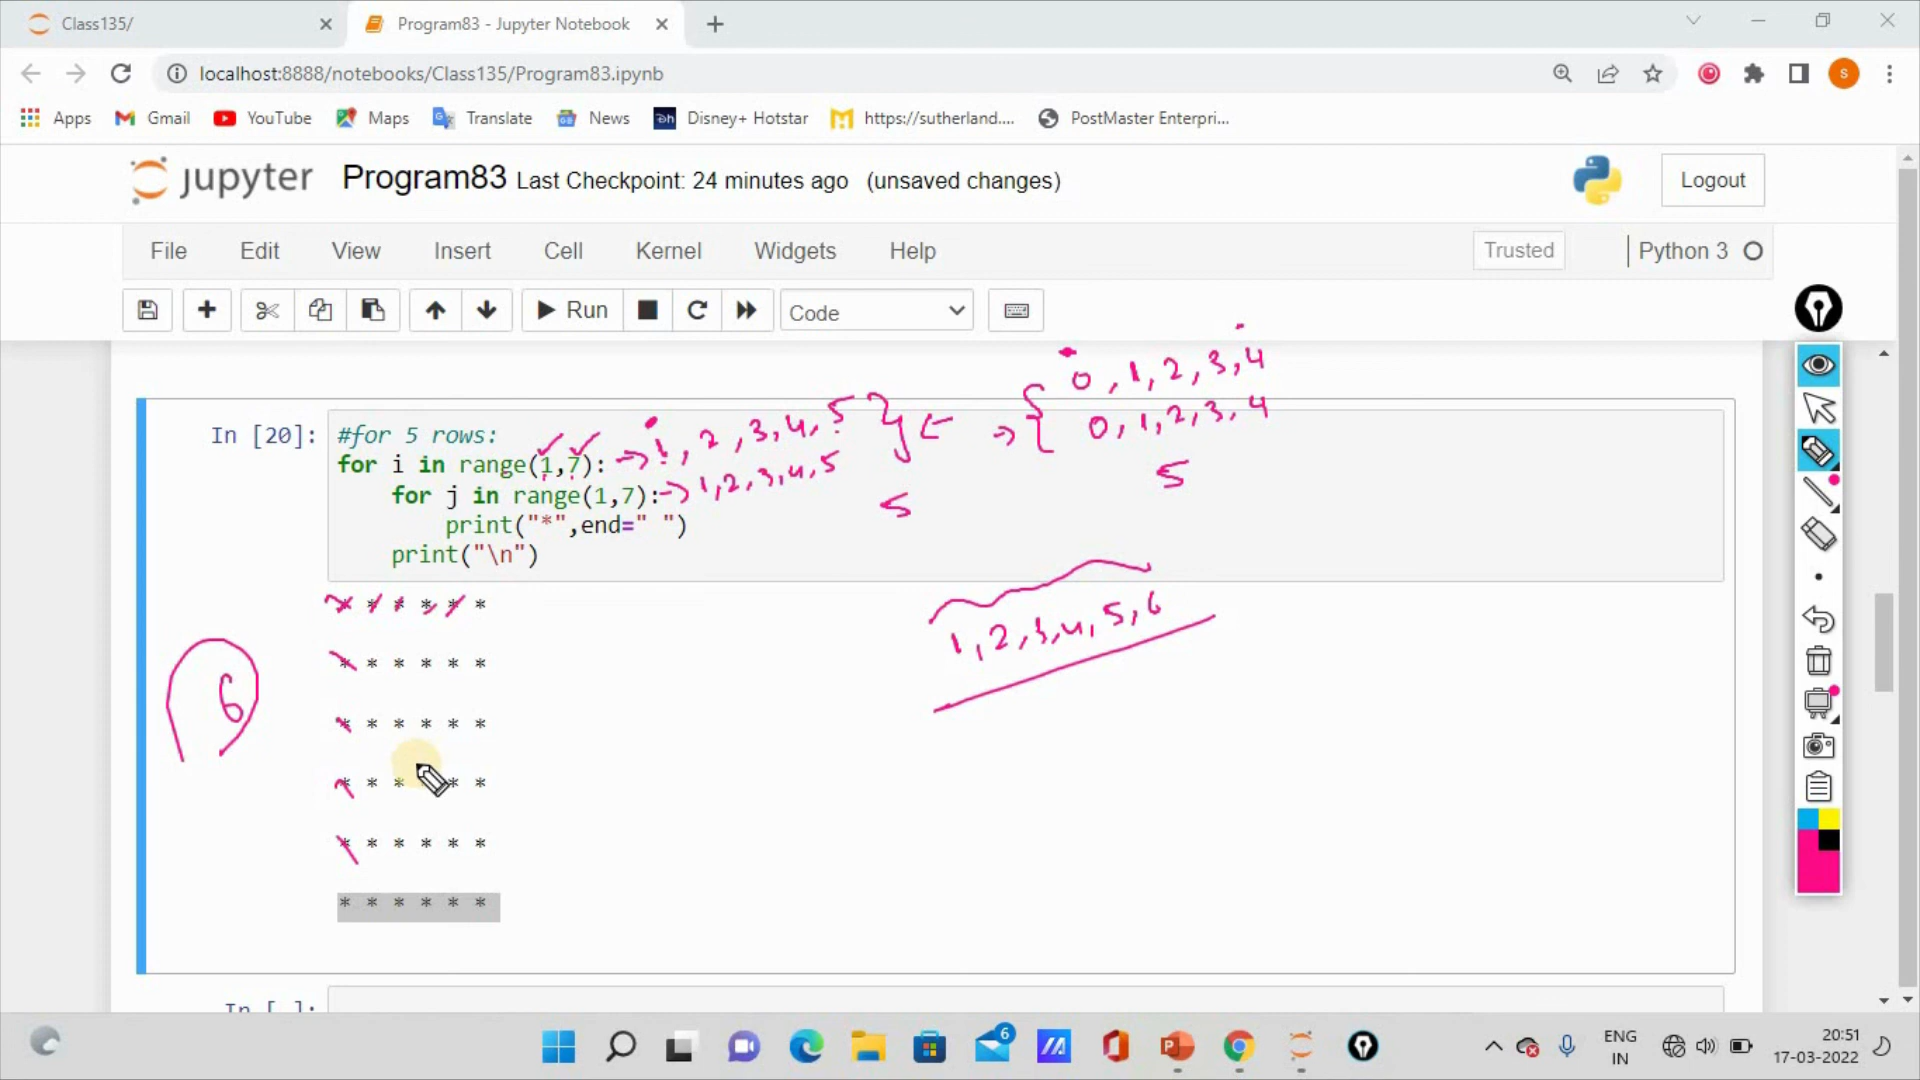 Class135/
Program83 - Jupyter Notebook
localhost:8888/notebooks/Class135/Program83.ipynb
S
Apps Gmail YouTube Maps Translate News Disney+ Hotstar https://sutherland.... PostMaster Enterpri...
jupyter Program83 Last Checkpoint: 24 minutes ago (unsaved changes)
Logout
File Edit View Insert Cell Kernel Widgets Help
Trusted
Python 3
Run
Code
0, 1, 2, 3, 4
0, 1, 2, 3, 4
5
In [20]:
#for 5 rows:
for i in range(1,7): → 1, 2, 3, 4, 5
for j in range(1,7): → 1, 2, 3, 4, 5
print("*",end=" ")
print("\n")
5
1, 2, 3, 4, 5, 6
* * * * * *
* * * * * *
6
* * * * * *
* * * * * *
* * * * * *
* * * * * *
In [ ]:
6
ENG
IN
20:51
17-03-2022